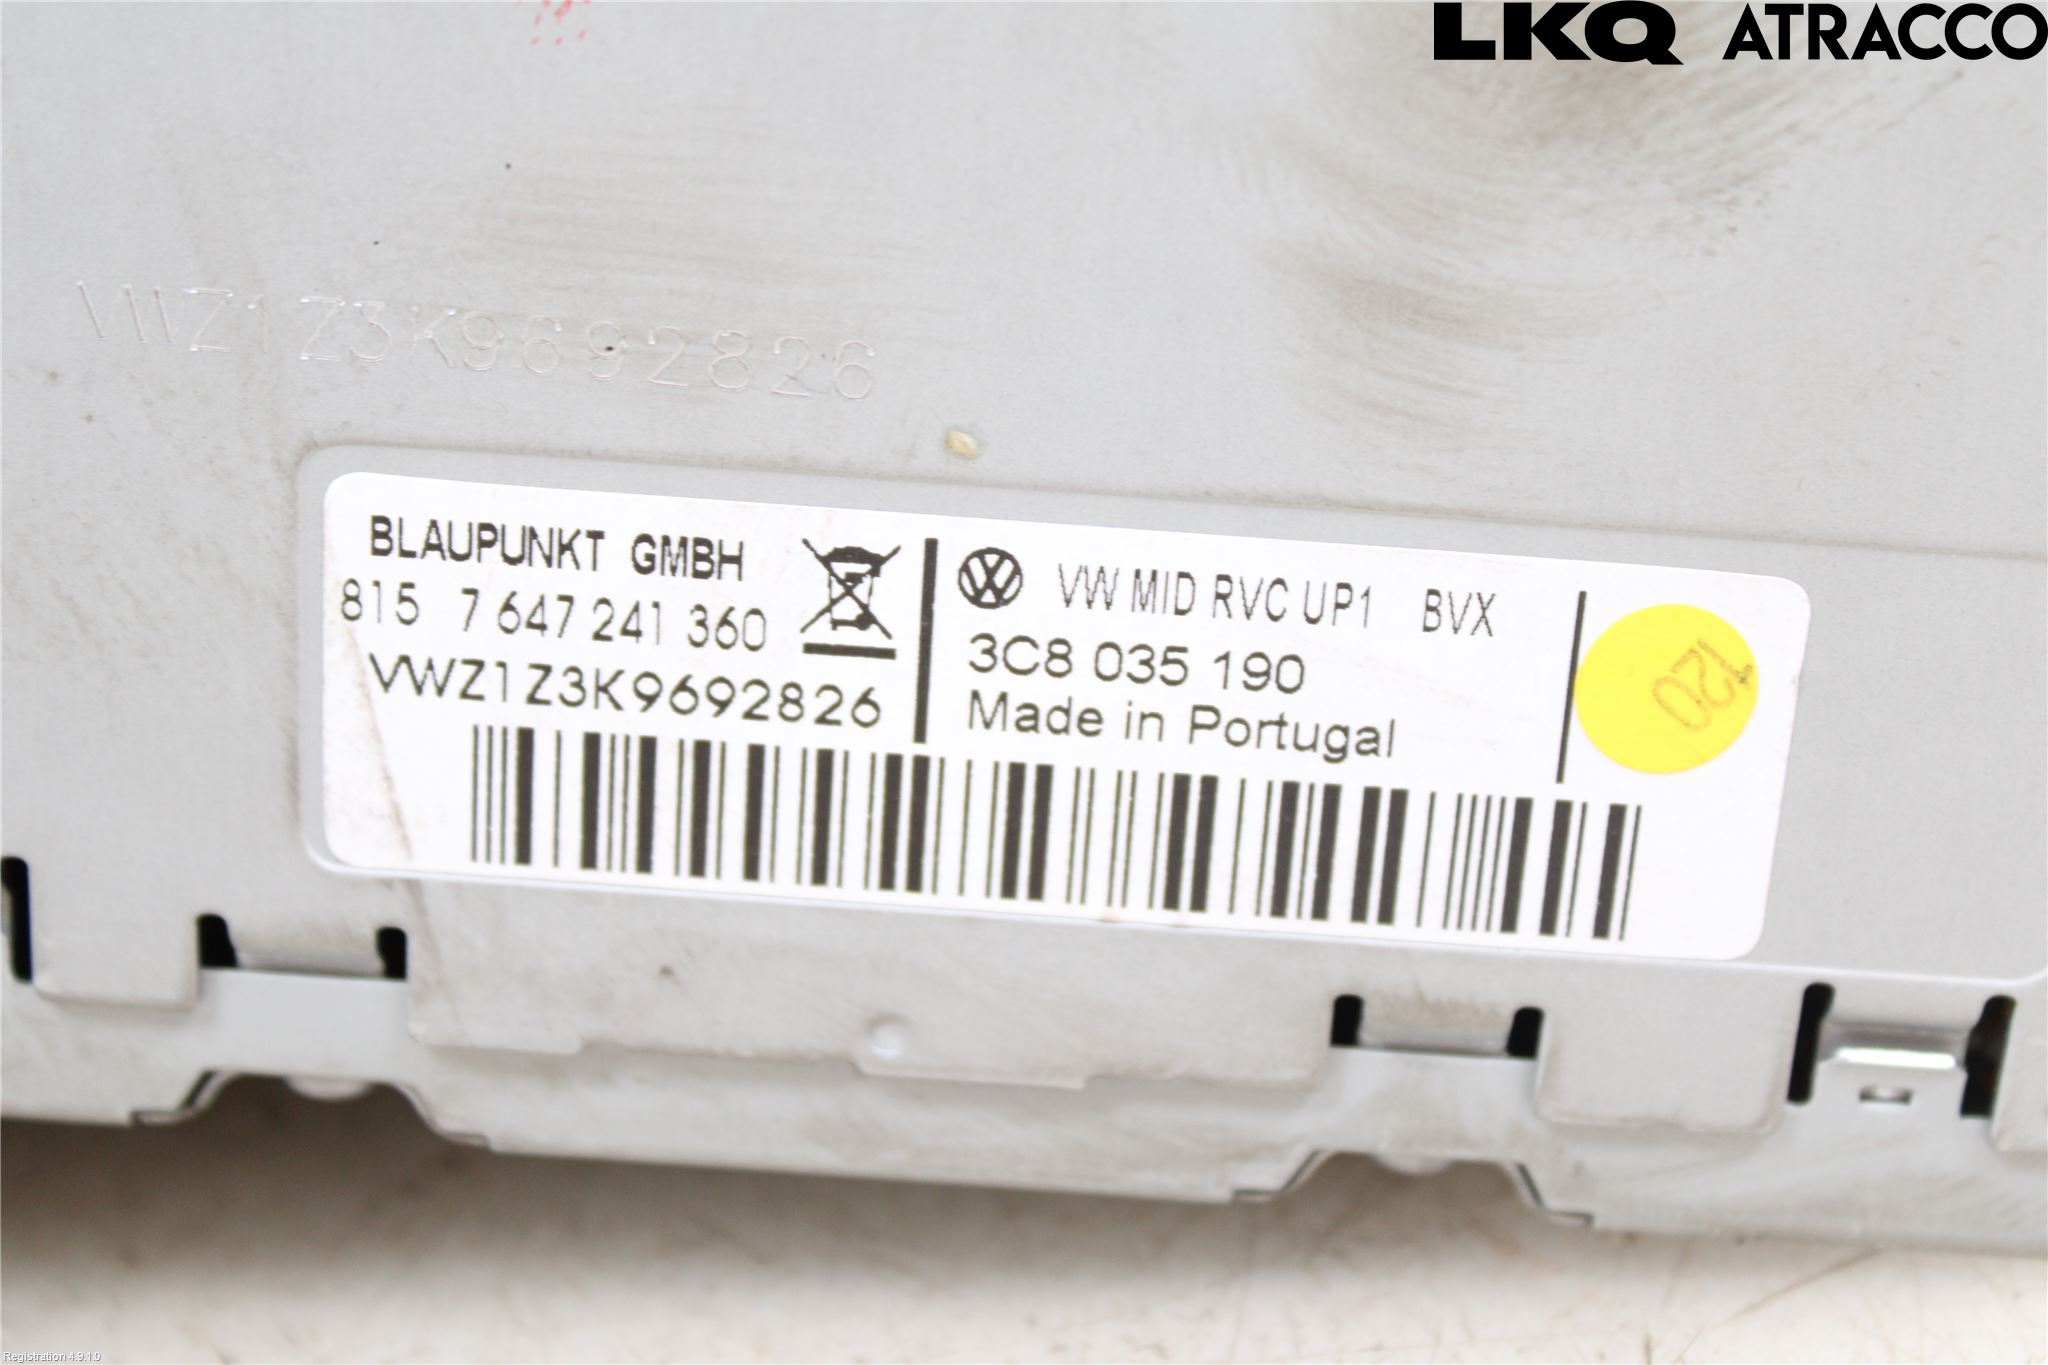 LKQ ATRACCO
VWZ1Z3K9692826
BLAUPUNKT GMBH
815 7 647 241 360
VWZ1Z3K9692826
VW MID RVC UP1 BVX
3C8 035 190
Made in Portugal
120
Registration 4.9.1.0